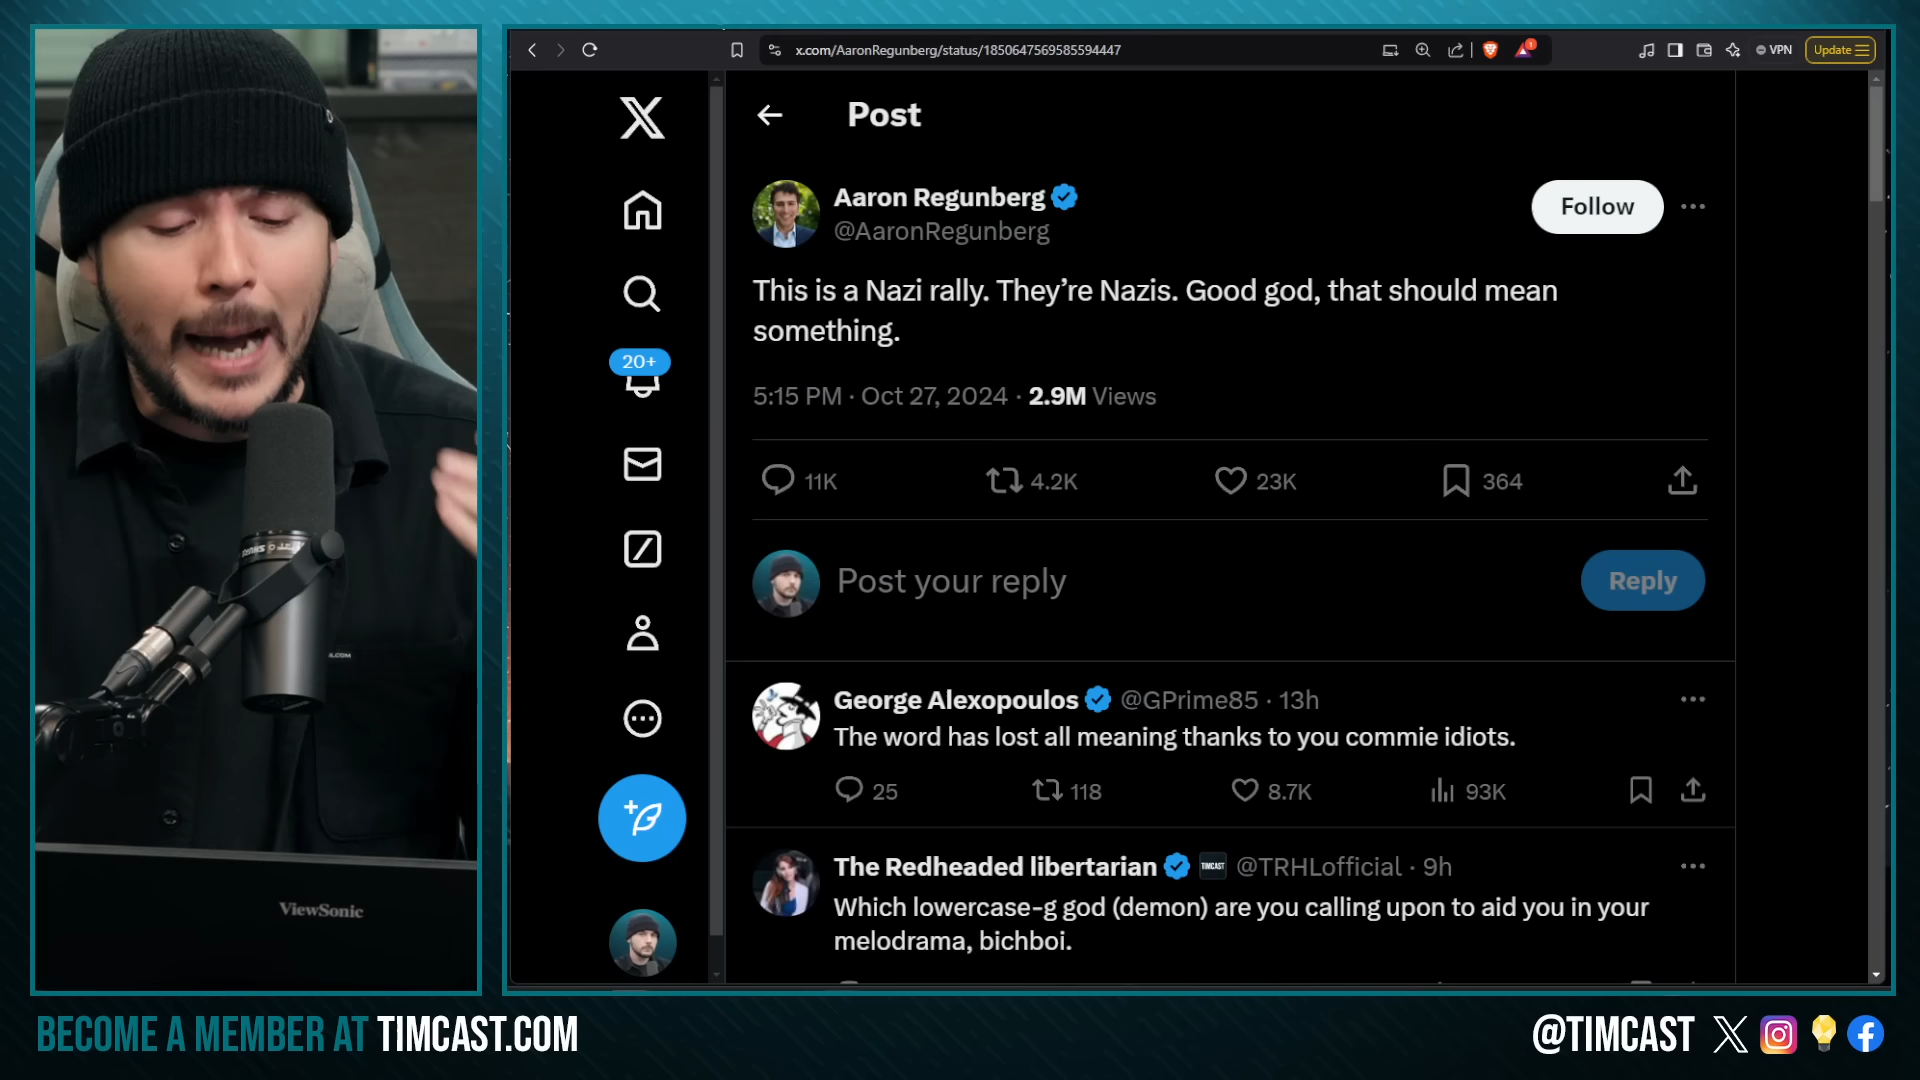 x.com/AaronRegunberg/status/1850647569585594447
1
VPN
Update
Post
Aaron Regunberg
@AaronRegunberg
Follow
This is a Nazi rally. They’re Nazis. Good god, that should mean
something.
5:15 PM · Oct 27, 2024 · 2.9M Views
11K
4.2K
23K
364
20+
Post your reply
Reply
George Alexopoulos @GPrime85 · 13h
The word has lost all meaning thanks to you commie idiots.
25
118
8.7K
93K
The Redheaded libertarian TIMCAST @TRHLofficial · 9h
Which lowercase-g god (demon) are you calling upon to aid you in your
melodrama, bichboi.
ViewSonic
BECOME A MEMBER AT TIMCAST.COM
@TIMCAST